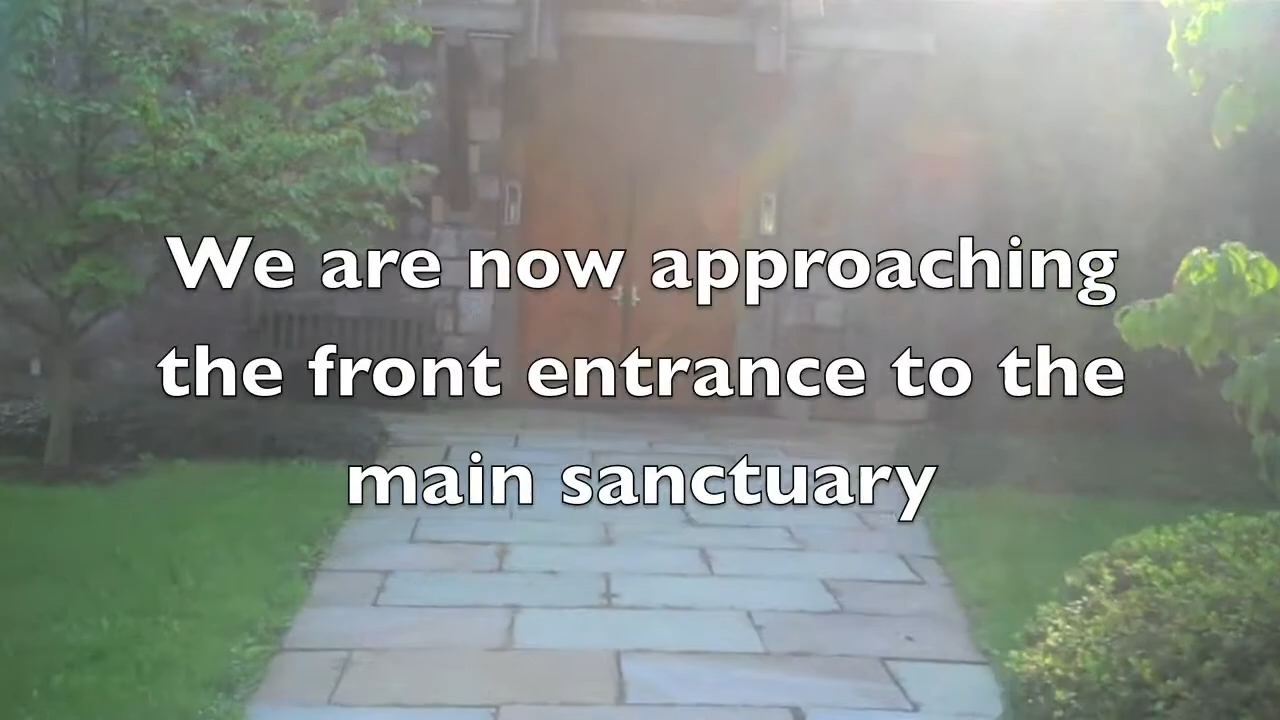 We are now approaching
the front entrance to the
main sanctuary